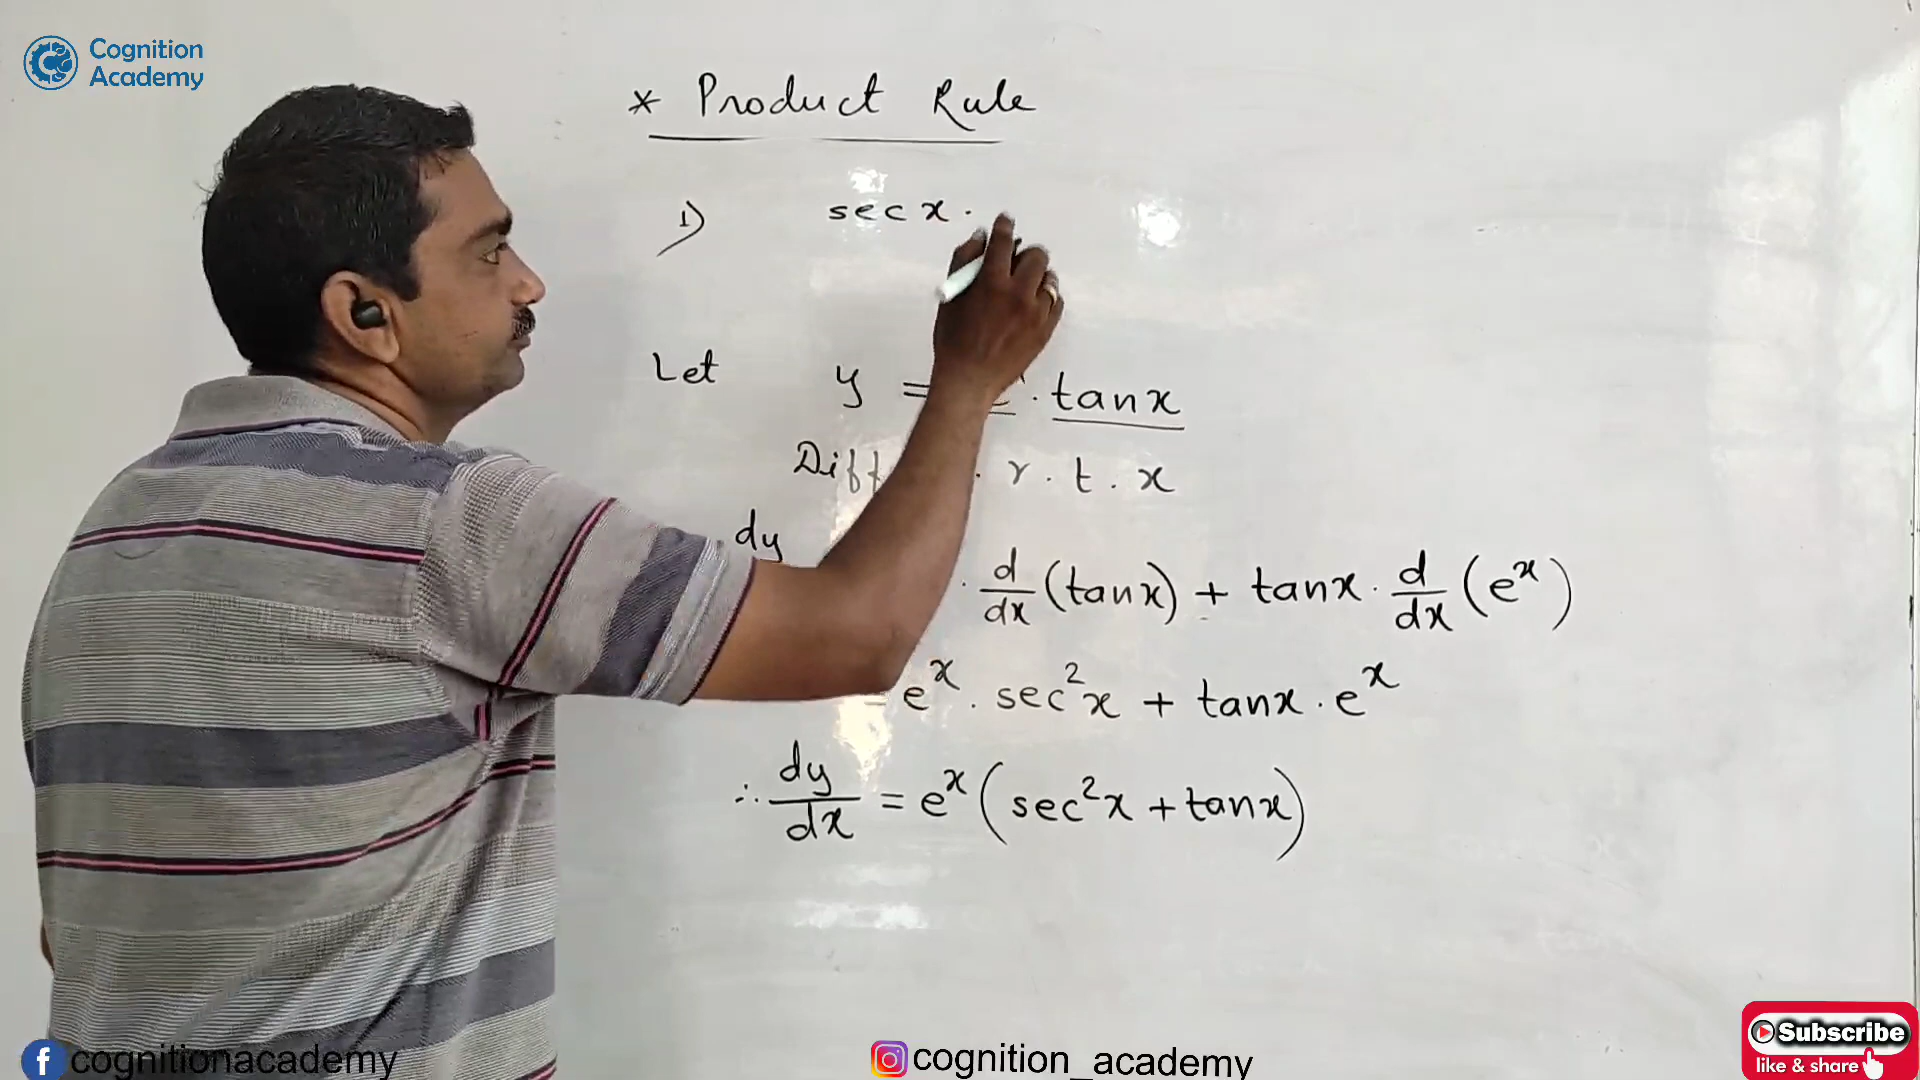 Cognition
Academy
* Product Rule
1) sec x .
Let y = . tan x
Diff . r . t . x
dy . d/dx (tan x) + tan x . d/dx (e^x)
= e^x . sec^2 x + tan x . e^x
∴ dy/dx = e^x (sec^2 x + tan x)
cognitionacademy
cognition_academy
Subscribe
like & share